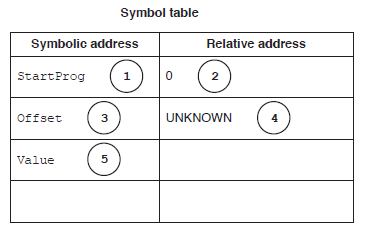 Symbol table
Symbolic address Relative address
StartProg 1 0 2
Offset 3 UNKNOWN 4
Value 5